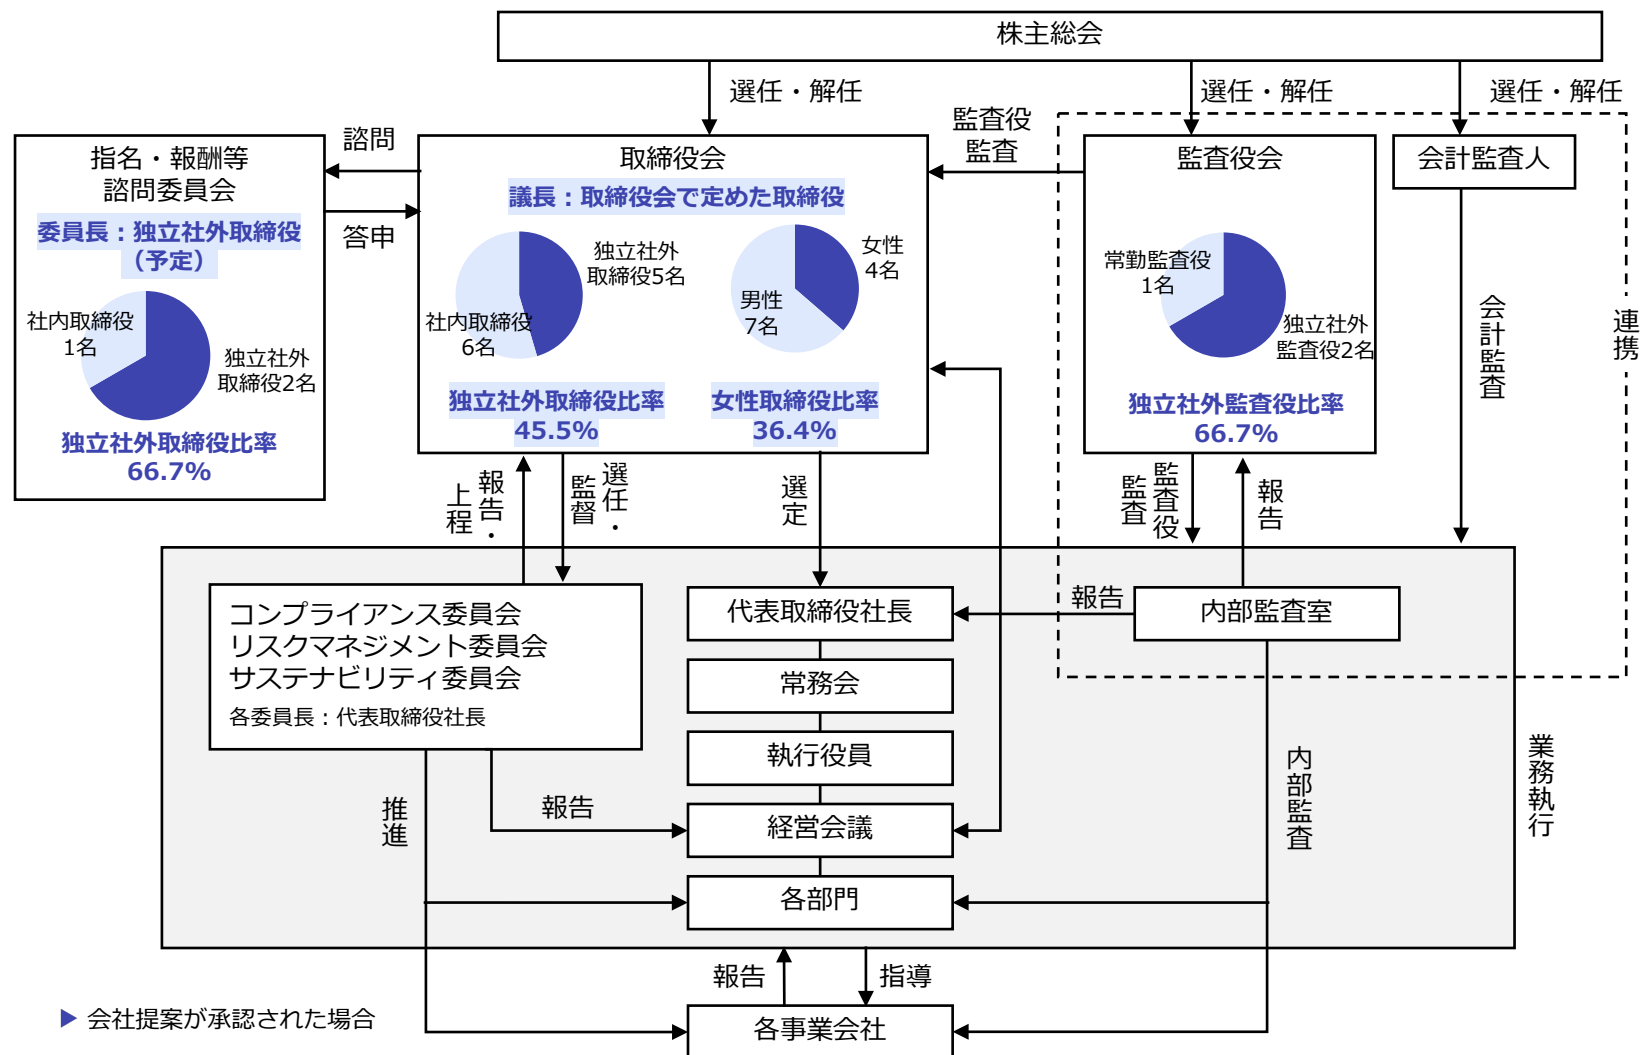 株主総会
選任・解任
選任・解任
選任・解任
指名・報酬等
諮問委員会
委員長：独立社外取締役
（予定）
社内取締役
1名
独立社外
取締役2名
独立社外取締役比率
66.7%
諮問
答申
取締役会
議長：取締役会で定めた取締役
独立社外
取締役5名
社内取締役
6名
女性
4名
男性
7名
独立社外取締役比率
45.5%
女性取締役比率
36.4%
監査役
監査
監査役会
常勤監査役
1名
独立社外
監査役2名
独立社外監査役比率
66.7%
会計監査人
会計監査
連携
報告・
上程
選任・
監督
選定
監査役
監査
報告
コンプライアンス委員会
リスクマネジメント委員会
サステナビリティ委員会
各委員長：代表取締役社長
代表取締役社長
報告
内部監査室
常務会
執行役員
経営会議
各部門
推進
報告
内部監査
業務執行
報告
指導
各事業会社
▶ 会社提案が承認された場合